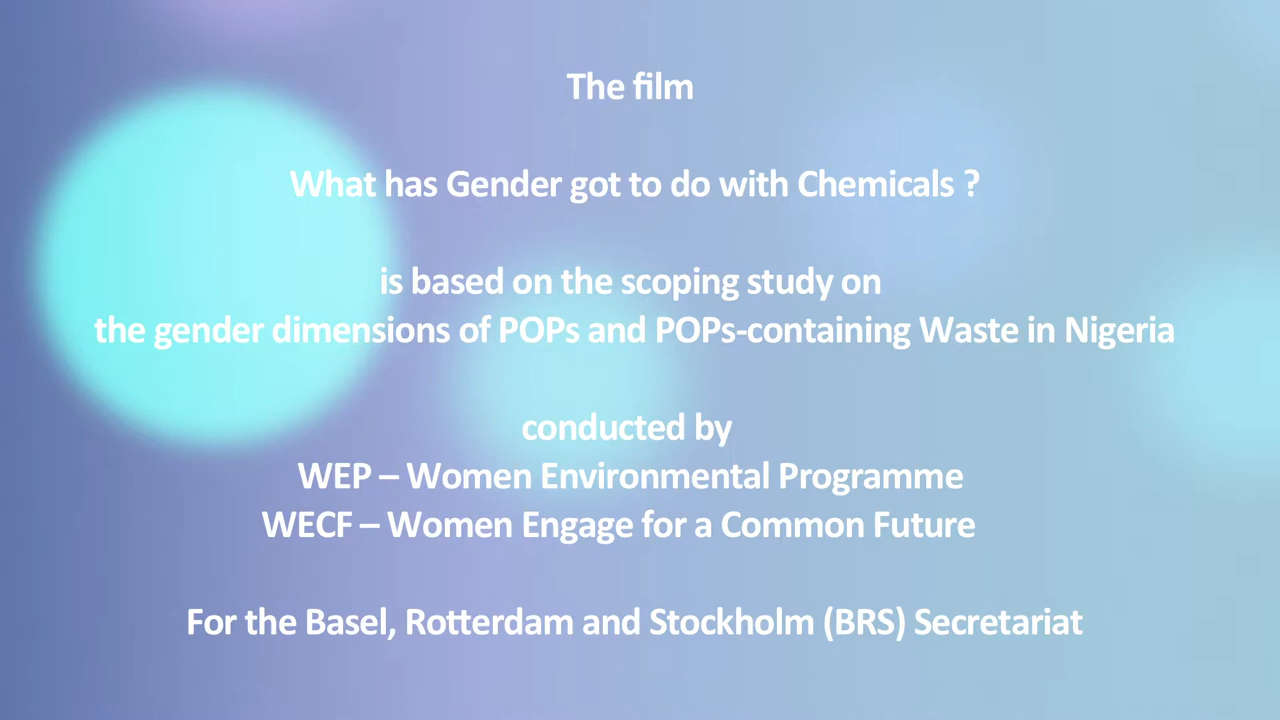 The film
What has Gender got to do with Chemicals ?
is based on the scoping study on
the gender dimensions of POPs and POPs-containing Waste in Nigeria
conducted by
WEP – Women Environmental Programme
WECF – Women Engage for a Common Future
For the Basel, Rotterdam and Stockholm (BRS) Secretariat